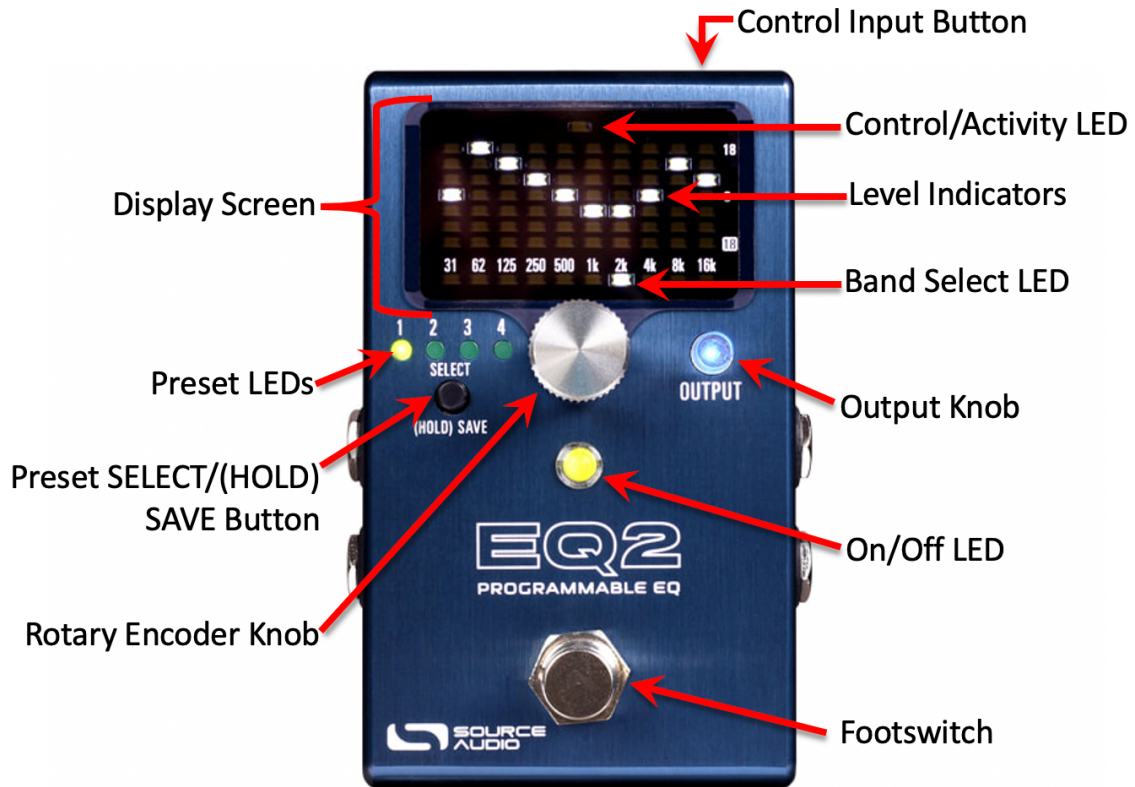 Control Input Button
Control/Activity LED
18
Display Screen
Level Indicators
18
31 62 125 250 500 1k 2k 4k 8k 16k
Band Select LED
1 2 3 4
SELECT
Preset LEDs
OUTPUT
Output Knob
(HOLD) SAVE
Preset SELECT/(HOLD)
SAVE Button
EQ2
On/Off LED
PROGRAMMABLE EQ
Rotary Encoder Knob
SOURCE
AUDIO
Footswitch